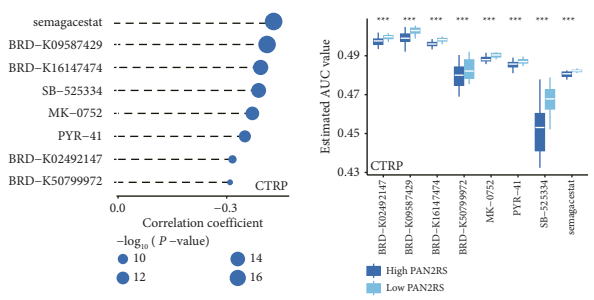 semagacestat
BRD–K09587429
BRD–K16147474
SB–525334
MK–0752
PYR–41
BRD–K02492147
BRD–K50799972
CTRP
0.0
–0.3
Correlation coefficient
–log10 ( P –value)
10
14
12
16
*** *** *** *** *** *** *** ***
Estimated AUC value
0.49
0.47
0.45
0.43
CTRP
BRD–K02492147
BRD–K09587429
BRD–K16147474
BRD–K50799972
MK–0752
PYR–41
SB–525334
semagacestat
High PAN2RS
Low PAN2RS